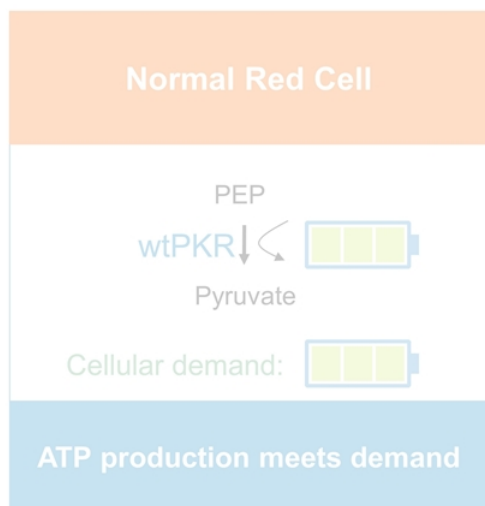 Normal Red Cell
PEP
wtPKR
Pyruvate
Cellular demand:
ATP production meets demand